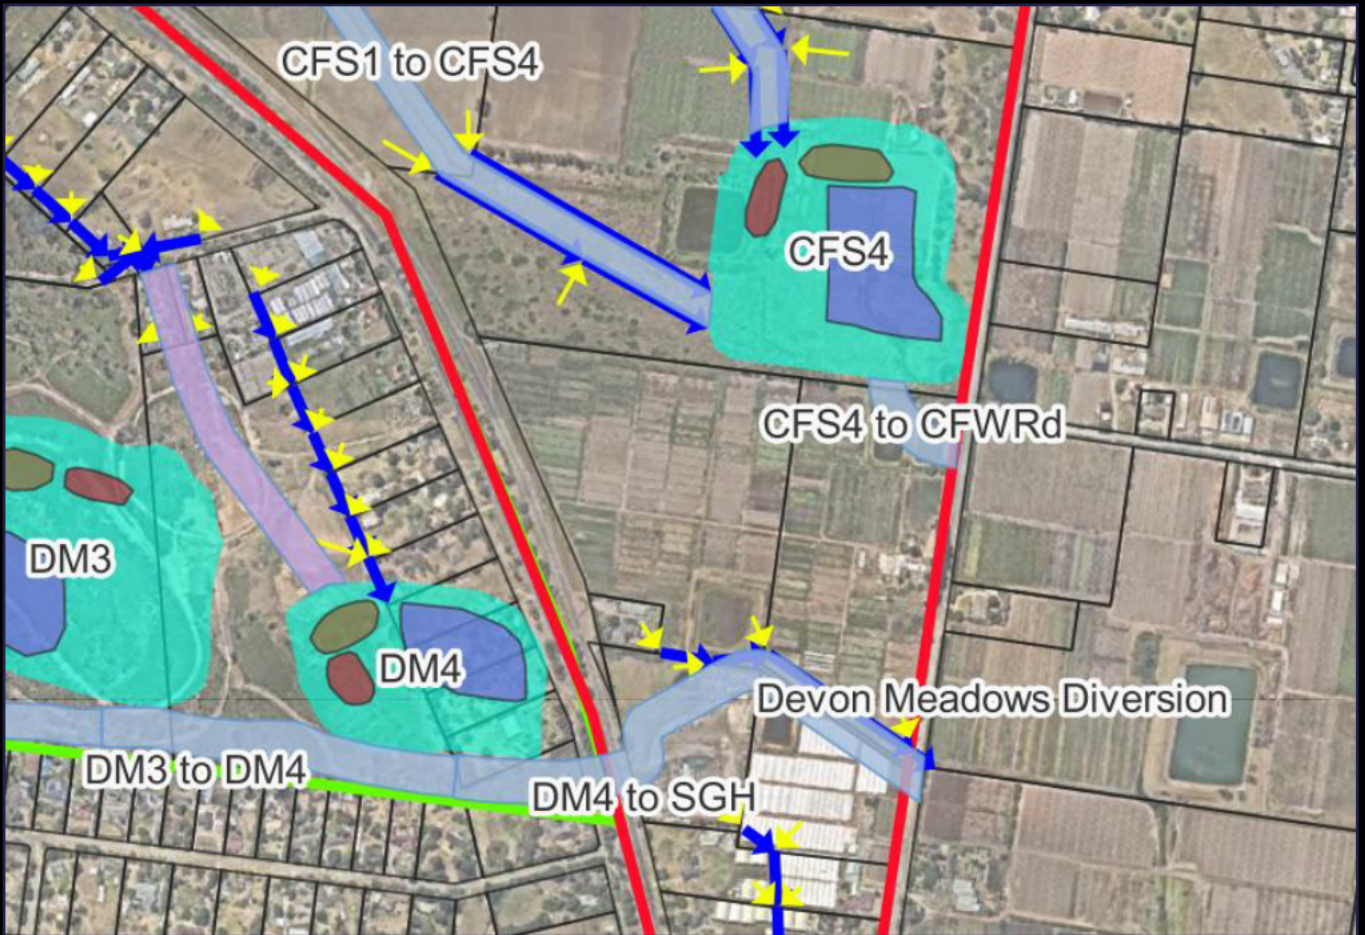 CFS1 to CFS4
CFS4
CFS4 to CFWRd
DM3
DM4
Devon Meadows Diversion
DM3 to DM4
DM4 to SGH